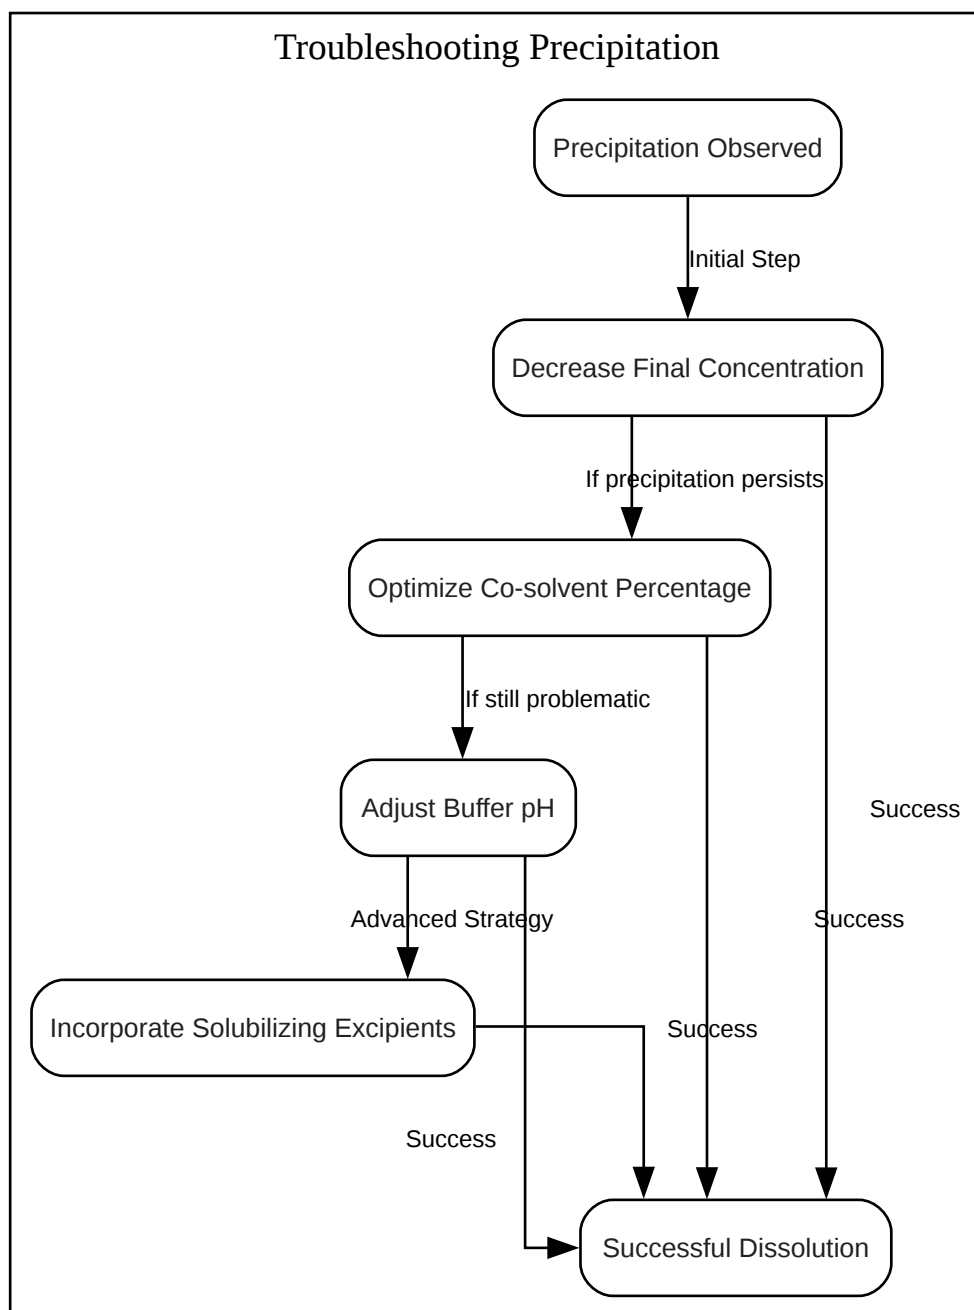 Troubleshooting Precipitation
Precipitation Observed
Initial Step
Decrease Final Concentration
If precipitation persists
Optimize Co-solvent Percentage
If still problematic
Adjust Buffer pH
Success
Advanced Strategy
Success
Incorporate Solubilizing Excipients
Success
Success
Successful Dissolution